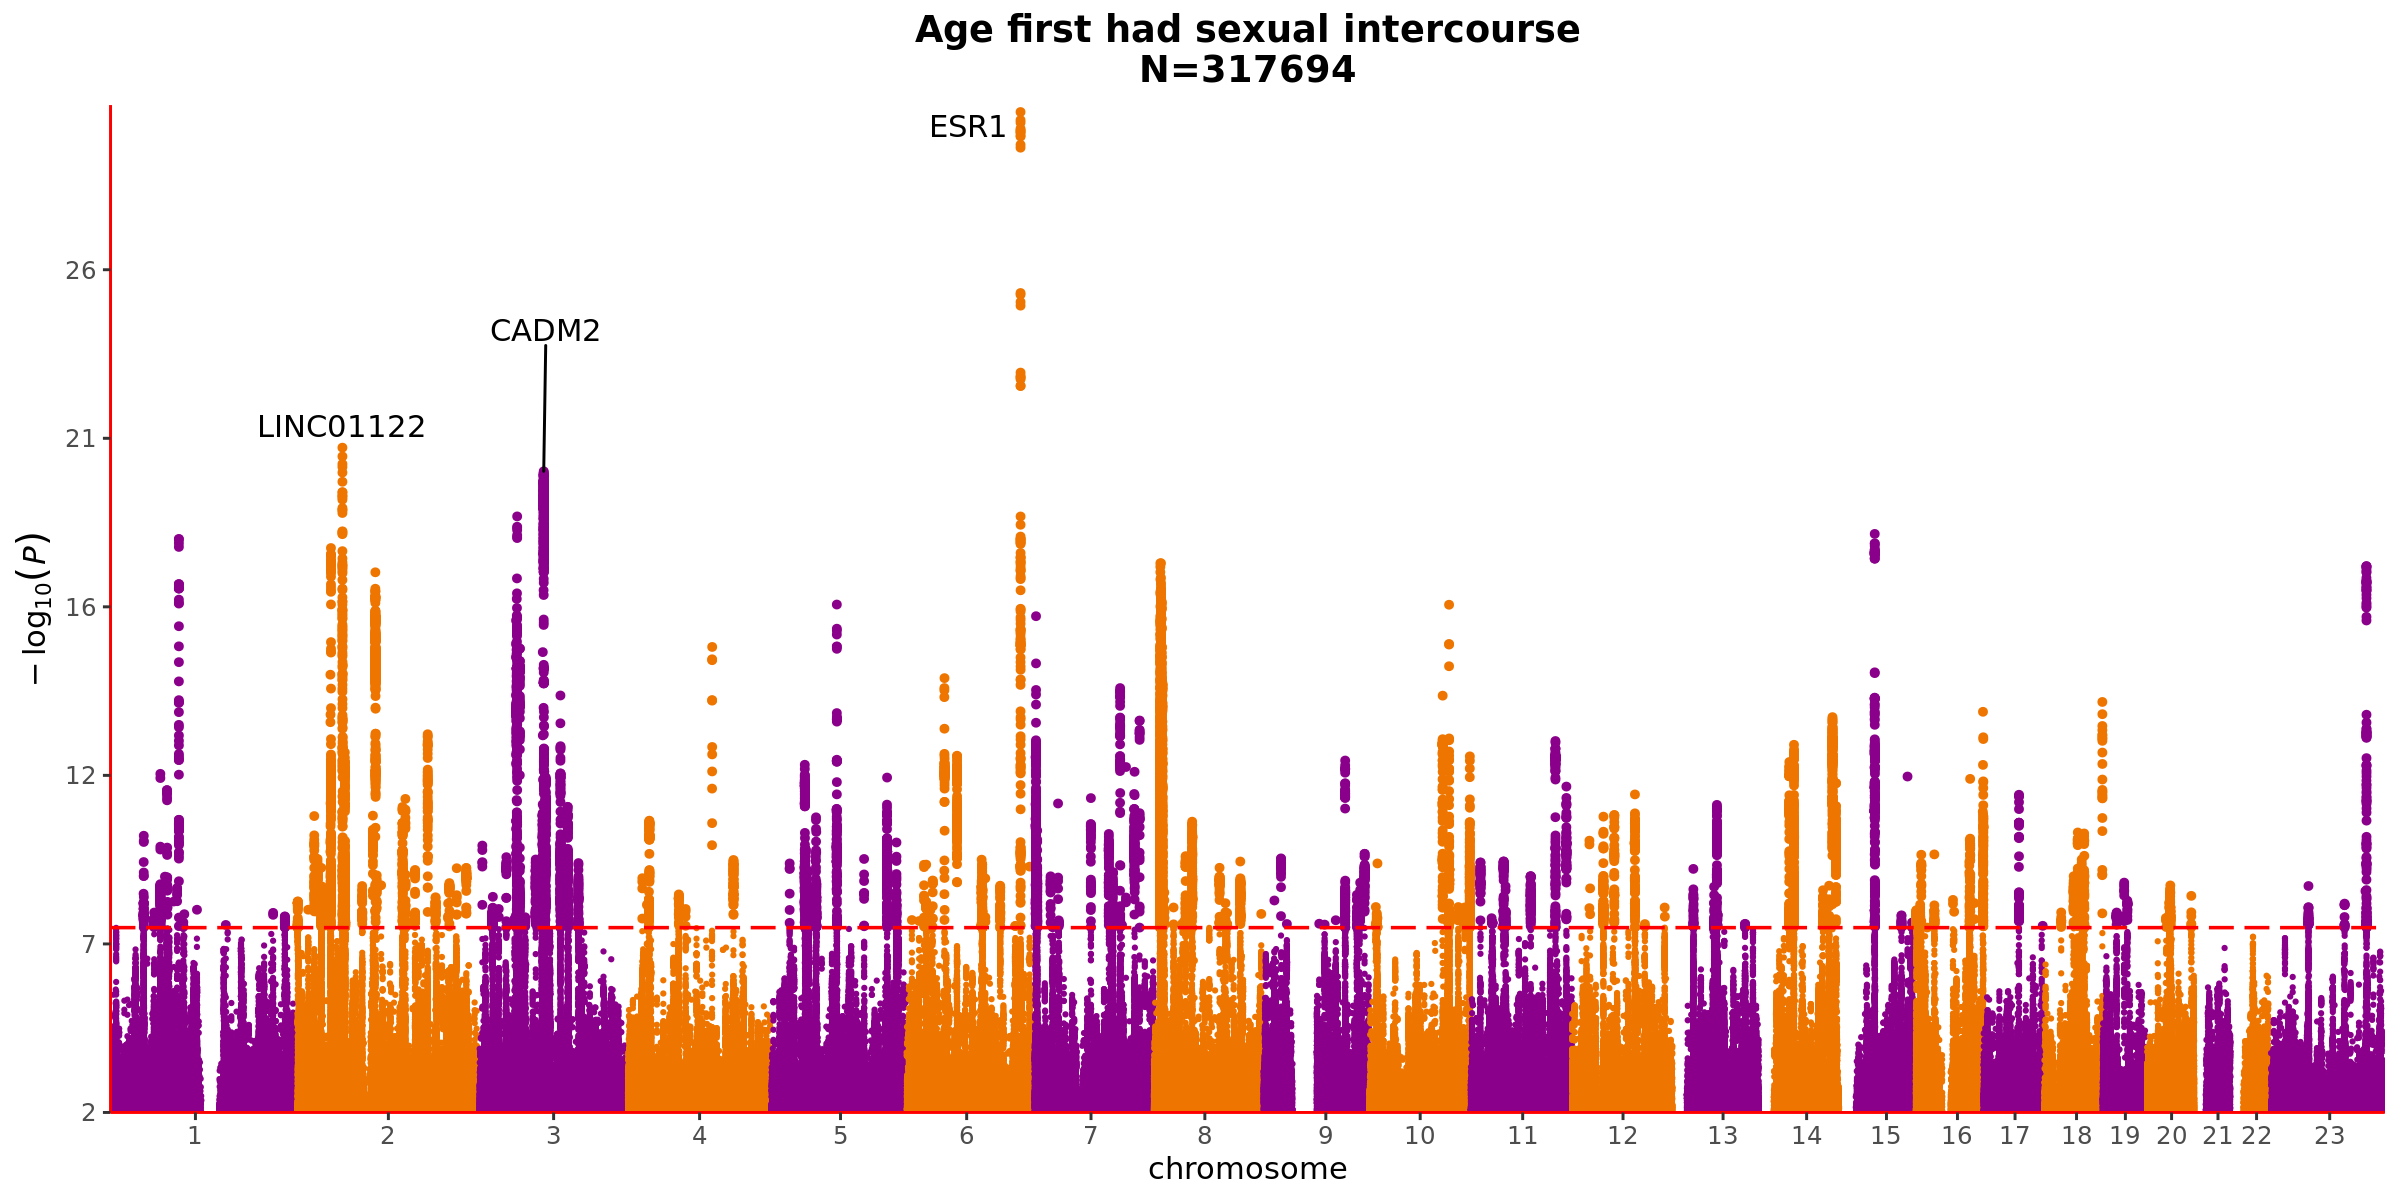 Age first had sexual intercourse
N=317694
ESR1
CADM2
LINC01122
26
21
16
12
7
2
−log₁₀(P)
1 2 3 4 5 6 7 8 9 10 11 12 13 14 15 16 17 18 19 20 21 22 23
chromosome